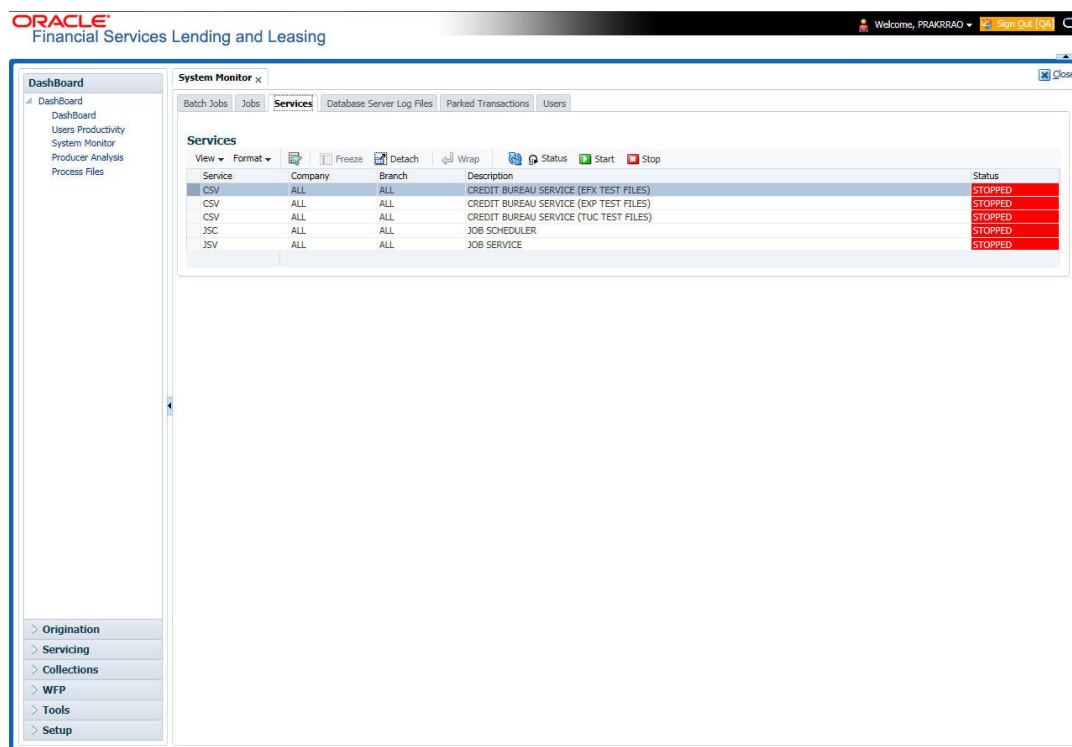 ORACLE'
Financial Services Lending and Leasing
Welcome, PRAKRRAO
Sign Out [QA]
DashBoard
DashBoard
DashBoard
Users Productivity
System Monitor
Producer Analysis
Process Files
System Monitor x
Close
Batch Jobs Jobs Services Database Server Log Files Parked Transactions Users
Services
View Format Freeze Detach Wrap Status Start Stop
Service Company Branch Description Status
CSV ALL ALL CREDIT BUREAU SERVICE (EFX TEST FILES) STOPPED
CSV ALL ALL CREDIT BUREAU SERVICE (EXP TEST FILES) STOPPED
CSV ALL ALL CREDIT BUREAU SERVICE (TUC TEST FILES) STOPPED
JSC ALL ALL JOB SCHEDULER STOPPED
JSV ALL ALL JOB SERVICE STOPPED
Origination
Servicing
Collections
WFP
Tools
Setup